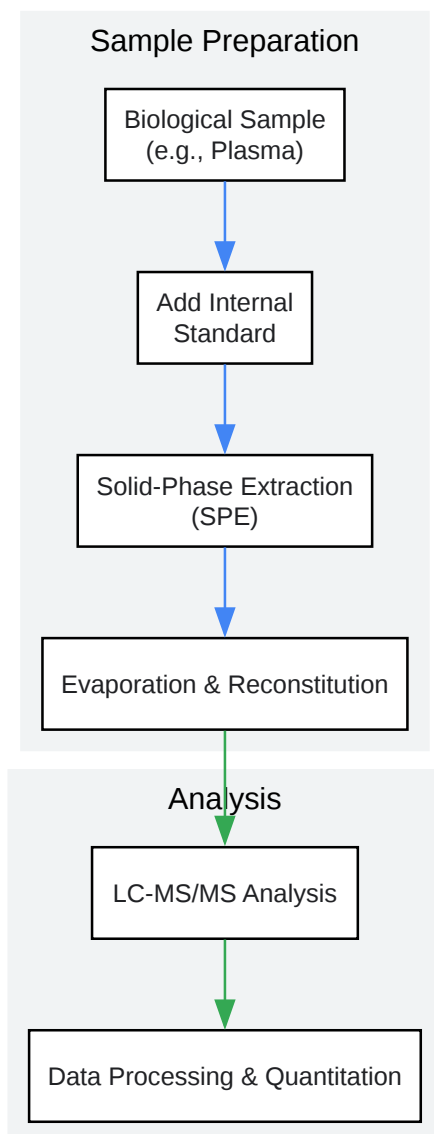 Sample Preparation
Biological Sample
(e.g., Plasma)
Add Internal
Standard
Solid-Phase Extraction
(SPE)
Evaporation & Reconstitution
Analysis
LC-MS/MS Analysis
Data Processing & Quantitation